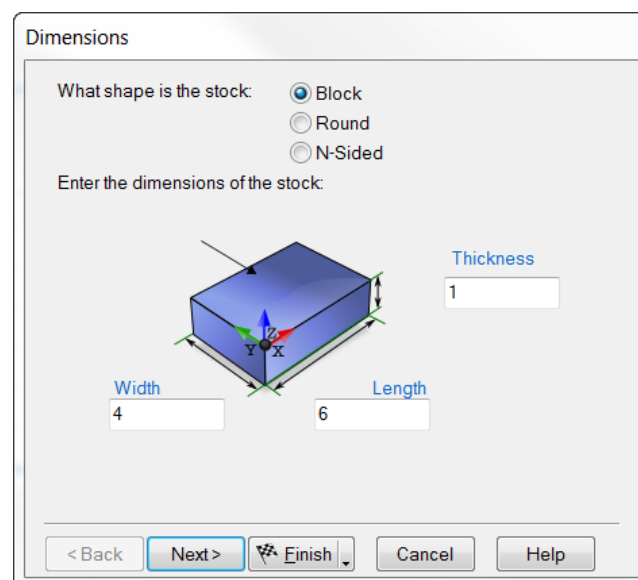 Dimensions
What shape is the stock:
Block
Round
N-Sided
Enter the dimensions of the stock:
Thickness
1
Z
Y X
Width Length
4 6
< Back Next > Finish Cancel Help